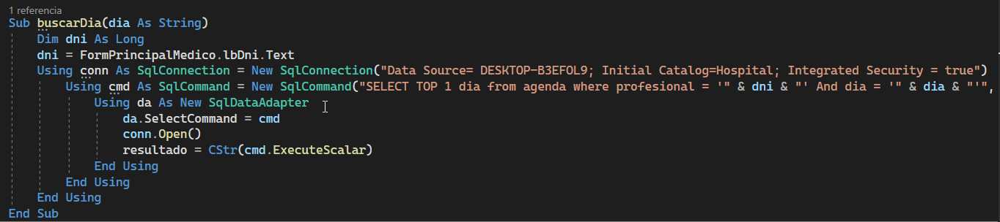 1 referencia
Sub buscarDia(dia As String)
Dim dni As Long
dni = FormPrincipalMedico.lbDni.Text
Using conn As SqlConnection = New SqlConnection("Data Source= DESKTOP-B3EFOL9; Initial Catalog=Hospital; Integrated Security = true")
Using cmd As SqlCommand = New SqlCommand("SELECT TOP 1 dia from agenda where profesional = '" & dni & "' And dia = '" & dia & "'",
Using da As New SqlDataAdapter
da.SelectCommand = cmd
conn.Open()
resultado = CStr(cmd.ExecuteScalar)
End Using
End Using
End Using
End Sub